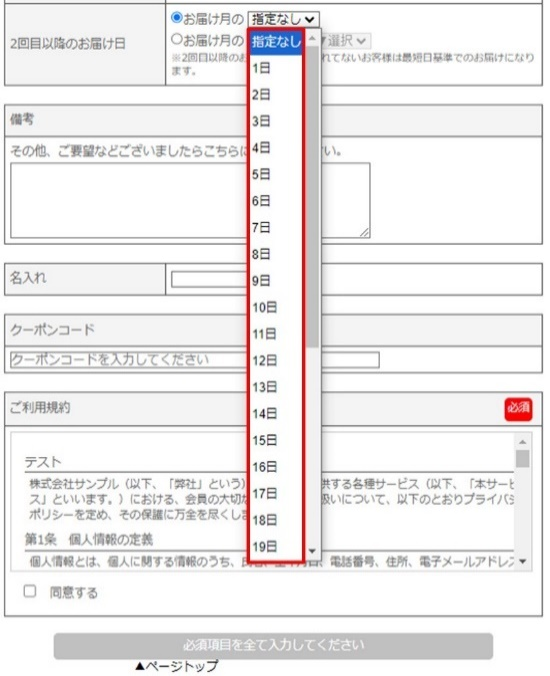 2回目以降のお届け日
お届け月の 指定なし
お届け月の
▼選択
※2回目以降のお
れてないお客様は最短日基準でのお届けになり
ます。
指定なし
1日
2日
3日
4日
5日
6日
7日
8日
9日
10日
11日
12日
13日
14日
15日
16日
17日
18日
19日
備考
その他、ご要望などございましたらこちらに
い。
名入れ
クーポンコード
クーポンコードを入力してください
ご利用規約
必須
テスト
株式会社サンプル（以下、「弊社」という）
供する各種サービス（以下、「本サービ
ス」といいます。）における、会員の大切な
扱いについて、以下のとおりプライバシ
ポリシーを定め、その保護に万全を尽くしま
第1条 個人情報の定義
個人情報とは、個人に関する情報のうち、
電話番号、住所、電子メールアドレス
同意する
必須項目を全て入力してください
▲ページトップ